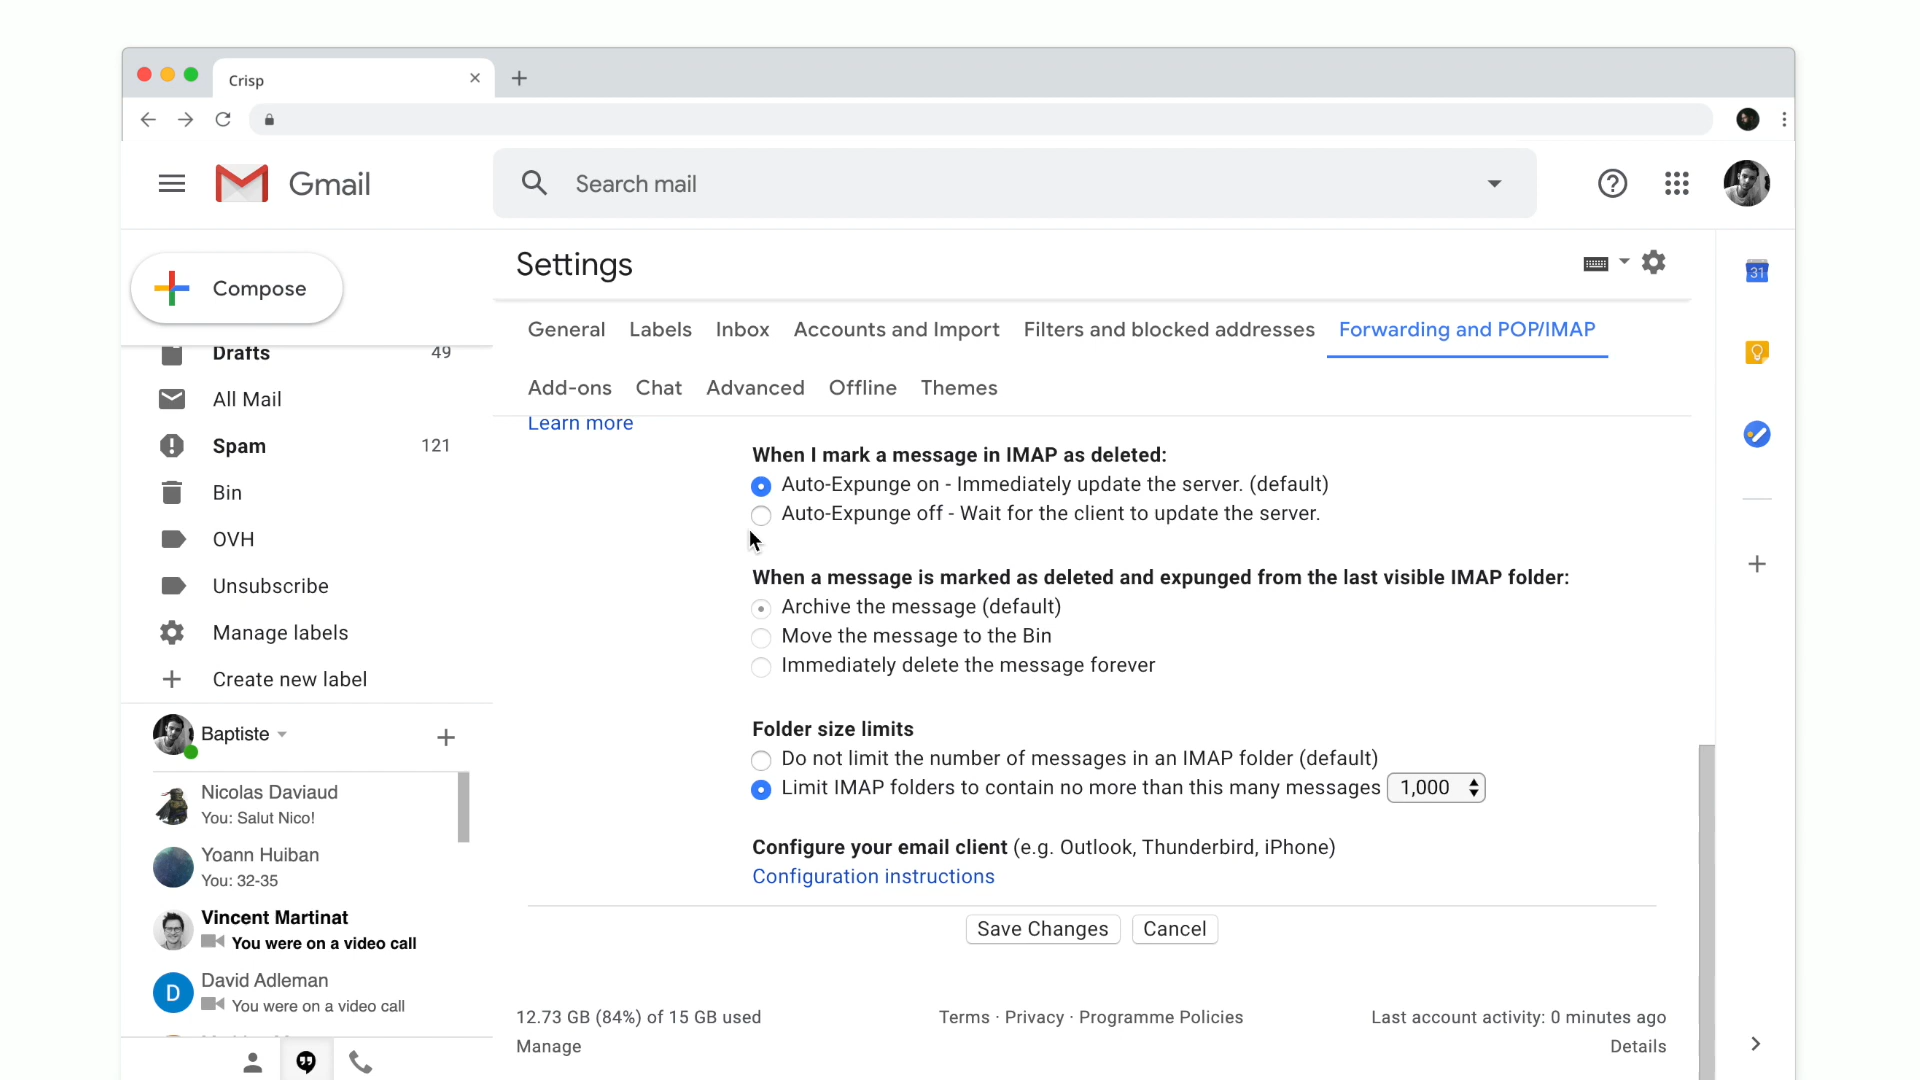 Crisp
Gmail
Search mail
Compose
Settings
General Labels Inbox Accounts and Import Filters and blocked addresses Forwarding and POP/IMAP
Add-ons Chat Advanced Offline Themes
Drafts 49
All Mail
Spam 121
Bin
OVH
Unsubscribe
Manage labels
Create new label
Baptiste
Nicolas Daviaud
You: Salut Nico!
Yoann Huiban
You: 32-35
Vincent Martinat
You were on a video call
D
David Adleman
You were on a video call
Learn more
When I mark a message in IMAP as deleted:
Auto-Expunge on - Immediately update the server. (default)
Auto-Expunge off - Wait for the client to update the server.
When a message is marked as deleted and expunged from the last visible IMAP folder:
Archive the message (default)
Move the message to the Bin
Immediately delete the message forever
Folder size limits
Do not limit the number of messages in an IMAP folder (default)
Limit IMAP folders to contain no more than this many messages 1,000
Configure your email client (e.g. Outlook, Thunderbird, iPhone)
Configuration instructions
Save Changes Cancel
12.73 GB (84%) of 15 GB used
Manage
Terms · Privacy · Programme Policies
Last account activity: 0 minutes ago
Details
31